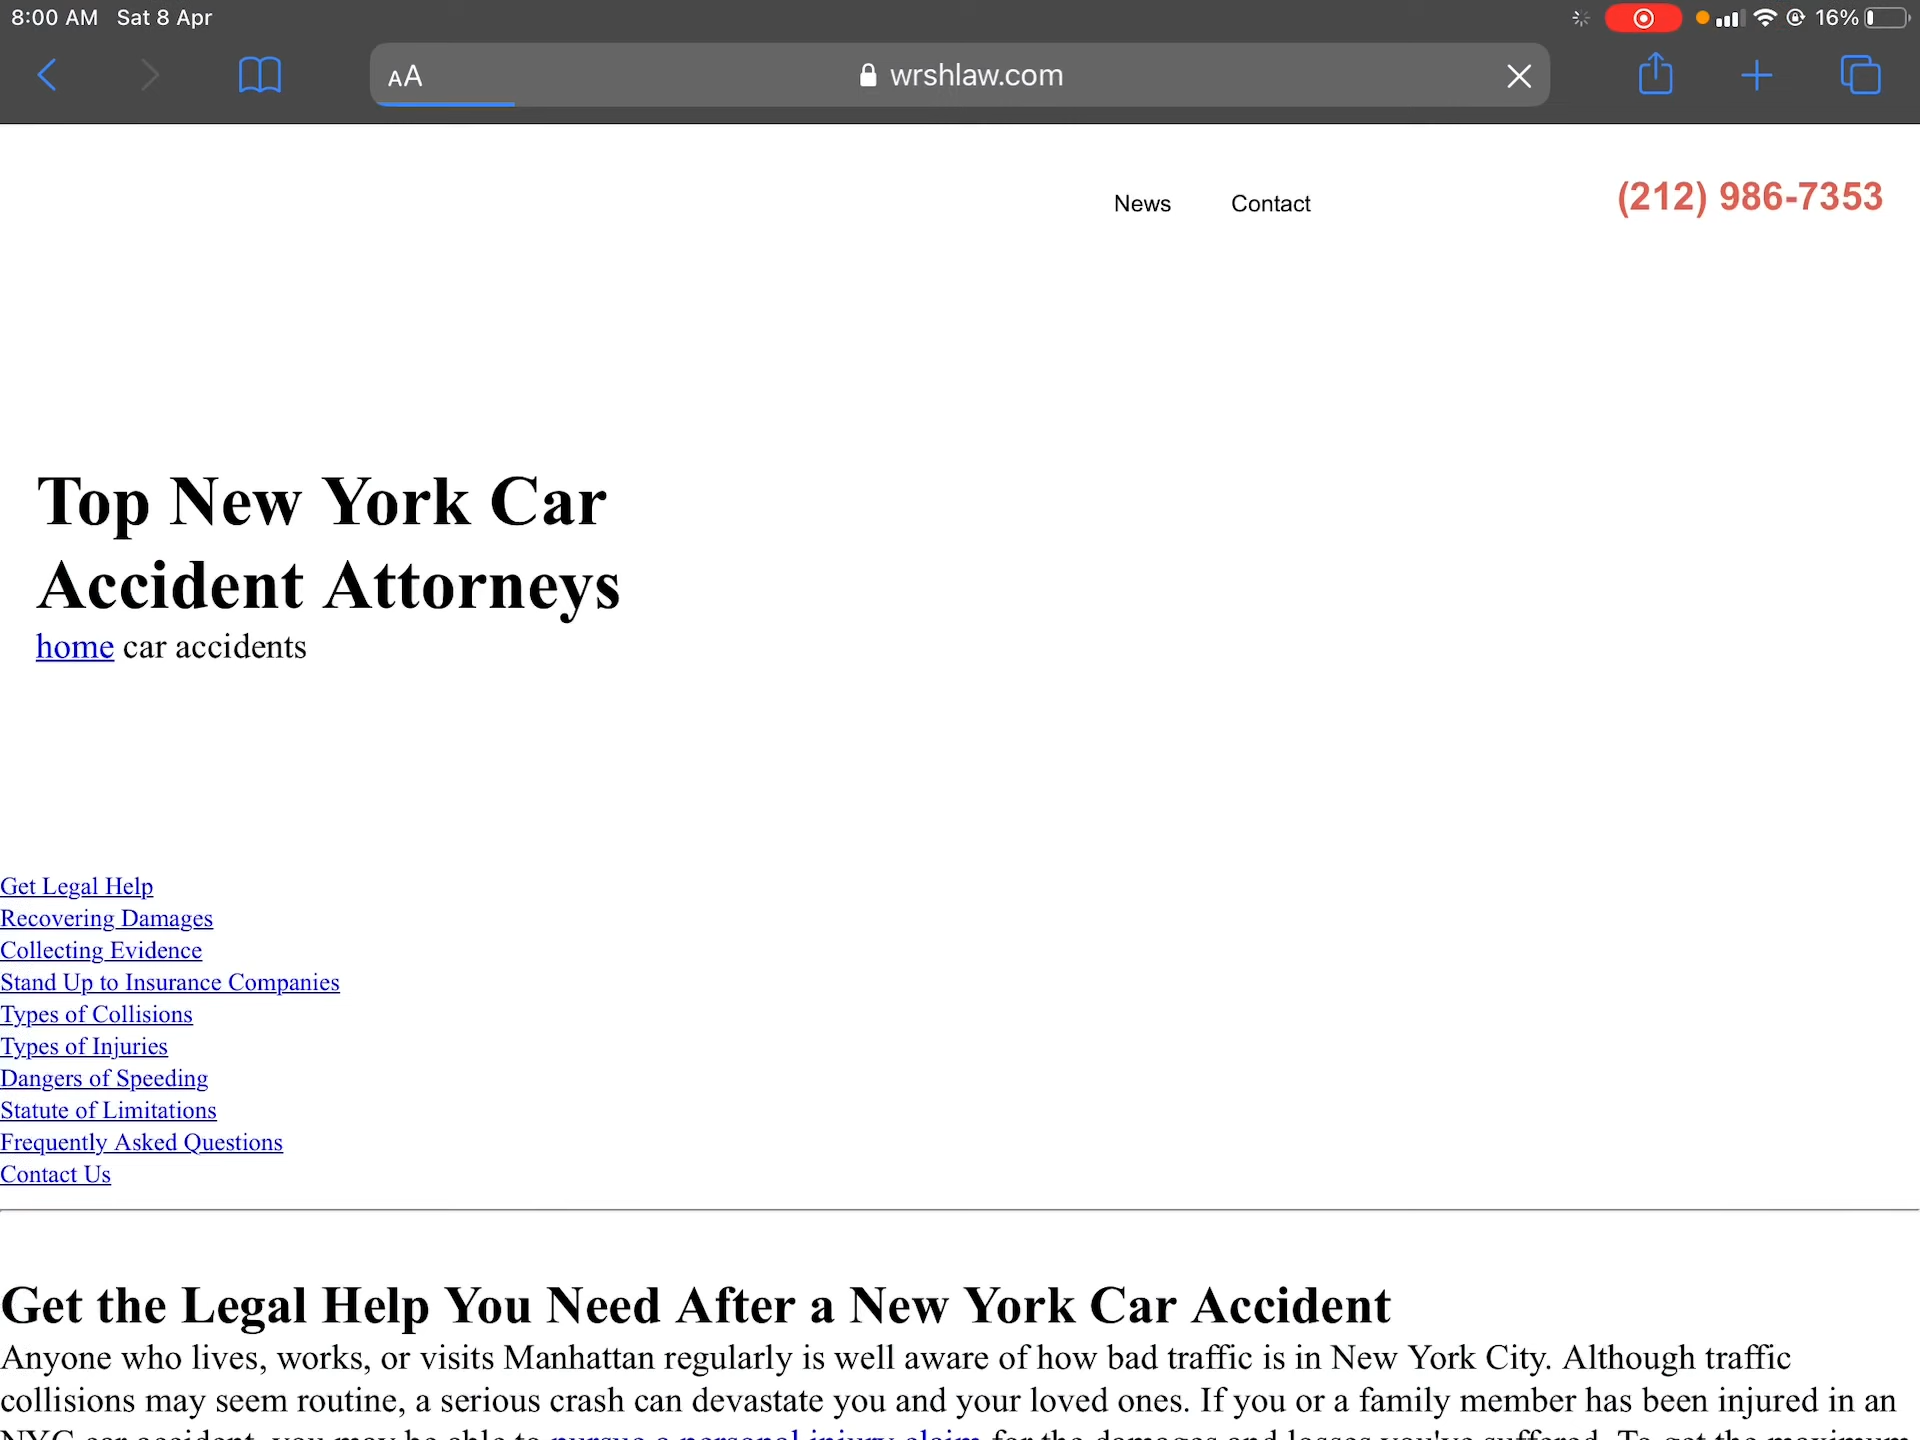 8:00 AM Sat 8 Apr
16%
AA wrshlaw.com
News Contact (212) 986-7353
Top New York Car
Accident Attorneys
home car accidents
Get Legal Help
Recovering Damages
Collecting Evidence
Stand Up to Insurance Companies
Types of Collisions
Types of Injuries
Dangers of Speeding
Statute of Limitations
Frequently Asked Questions
Contact Us
Get the Legal Help You Need After a New York Car Accident
Anyone who lives, works, or visits Manhattan regularly is well aware of how bad traffic is in New York City. Although traffic
collisions may seem routine, a serious crash can devastate you and your loved ones. If you or a family member has been injured in an
NYC car accident, you may be able to pursue a personal injury claim for the damages and losses you've suffered. To get the maximum